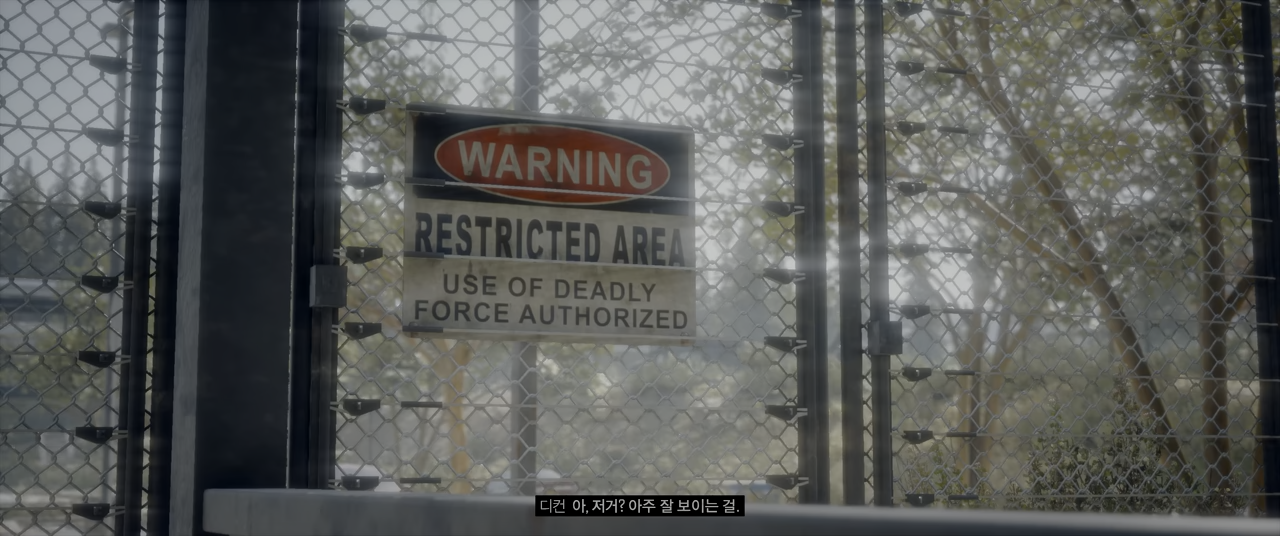 WARNING
RESTRICTED AREA
USE OF DEADLY
FORCE AUTHORIZED
디컨 아, 저거? 아주 잘 보이는 걸.